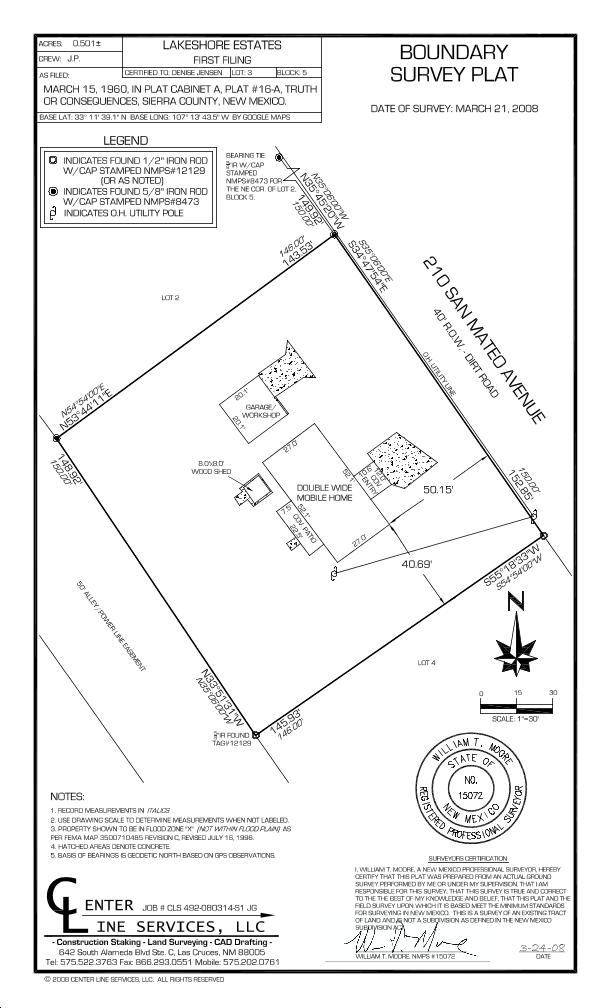 ACRES: 0.501±
CREW: J.P.
AS FILED:
LAKESHORE ESTATES
FIRST FILING
CERTIFIED TO: DENISE JENSEN LOT: 3 BLOCK: 5
MARCH 15, 1960, IN PLAT CABINET A, PLAT #16-A, TRUTH
OR CONSEQUENCES, SIERRA COUNTY, NEW MEXICO.
BASE LAT: 33° 11' 39.1" N BASE LONG: 107° 13' 43.5" W BY GOOGLE MAPS
BOUNDARY
SURVEY PLAT
DATE OF SURVEY: MARCH 21, 2008
LEGEND
INDICATES FOUND 1/2" IRON ROD
W/CAP STAMPED NMPS#12129
(OR AS NOTED)
INDICATES FOUND 5/8" IRON ROD
W/CAP STAMPED NMPS#8473
INDICATES O.H. UTILITY POLE
BEARING TIE:
"IR W/CAP
STAMPED
NMPS#8473 FOR
THE NE COR. OF LOT 2,
BLOCK 5.
N35°06'00"W
N35°45'20"W
149.92'
150.00'
146.00'
143.53'
S35°06'00"E
S34°47'54"E
LOT 2
210 SAN MATEO AVENUE
40' R.O.W. - DIRT ROAD
O.H. UTILITY LINE
N54°54'00"E
N53°44'11"E
20.1'
GARAGE/
WORKSHOP
20.1'
148.92'
150.00'
8.0'x8.0'
WOOD SHED
27.0'
52.1'
DOUBLE WIDE
MOBILE HOME
COV.
ENTRY
52.1'
7.5'
COV. PATIO
22.5'
27.0'
50.15'
150.00'
152.85'
40.69'
S55°18'33"W
S54°54'00"W
50' ALLEY/POWER LINE EASEMENT
N
LOT 4
N33°51'31"W
N35°06'00"W
0 15 30
SCALE: 1"=30'
145.93'
146.00'
"IR FOUND
TAG#12129
WILLIAM T. MOORE
STATE OF
NO.
15072
NEW MEXICO
REGISTERED PROFESSIONAL SURVEYOR
NOTES:
1. RECORD MEASUREMENTS IN ITALICS
2. USE DRAWING SCALE TO DETERMINE MEASUREMENTS WHEN NOT LABELED.
3. PROPERTY SHOWN TO BE IN FLOOD ZONE "X" (NOT WITHIN FLOOD PLAIN) AS
PER FEMA MAP 3500710485 REVISION C, REVISED JULY 16, 1996.
4. HATCHED AREAS DENOTE CONCRETE.
5. BASIS OF BEARINGS IS GEODETIC NORTH BASED ON GPS OBSERVATIONS.
SURVEYORS CERTIFICATION
I, WILLIAM T. MOORE, A NEW MEXICO PROFESSIONAL SURVEYOR, HEREBY
CERTIFY THAT THIS PLAT WAS PREPARED FROM AN ACTUAL GROUND
SURVEY PERFORMED BY ME OR UNDER MY SUPERVISION, THAT I AM
RESPONSIBLE FOR THIS SURVEY, THAT THIS SURVEY IS TRUE AND CORRECT
TO THE THE BEST OF MY KNOWLEDGE AND BELIEF, THAT THIS PLAT AND THE
FIELD SURVEY UPON WHICH IT IS BASED MEET THE MINIMUM STANDARDS
FOR SURVEYING IN NEW MEXICO. THIS IS A SURVEY OF AN EXISTING TRACT
OF LAND AND IS NOT A SUBDIVISION AS DEFINED IN THE NEW MEXICO
SUBDIVISION ACT.
William T Moore
WILLIAM T. MOORE, NMPS #15072
3-24-08
DATE
CENTER JOB # CLS 492-080314-S1 JG
LINE SERVICES, LLC
- Construction Staking - Land Surveying - CAD Drafting -
642 South Alameda Blvd Ste. C, Las Cruces, NM 88005
Tel: 575.522.3763 Fax: 866.293.0551 Mobile: 575.202.0761
© 2008 CENTER LINE SERVICES, LLC. ALL RIGHTS RESERVED